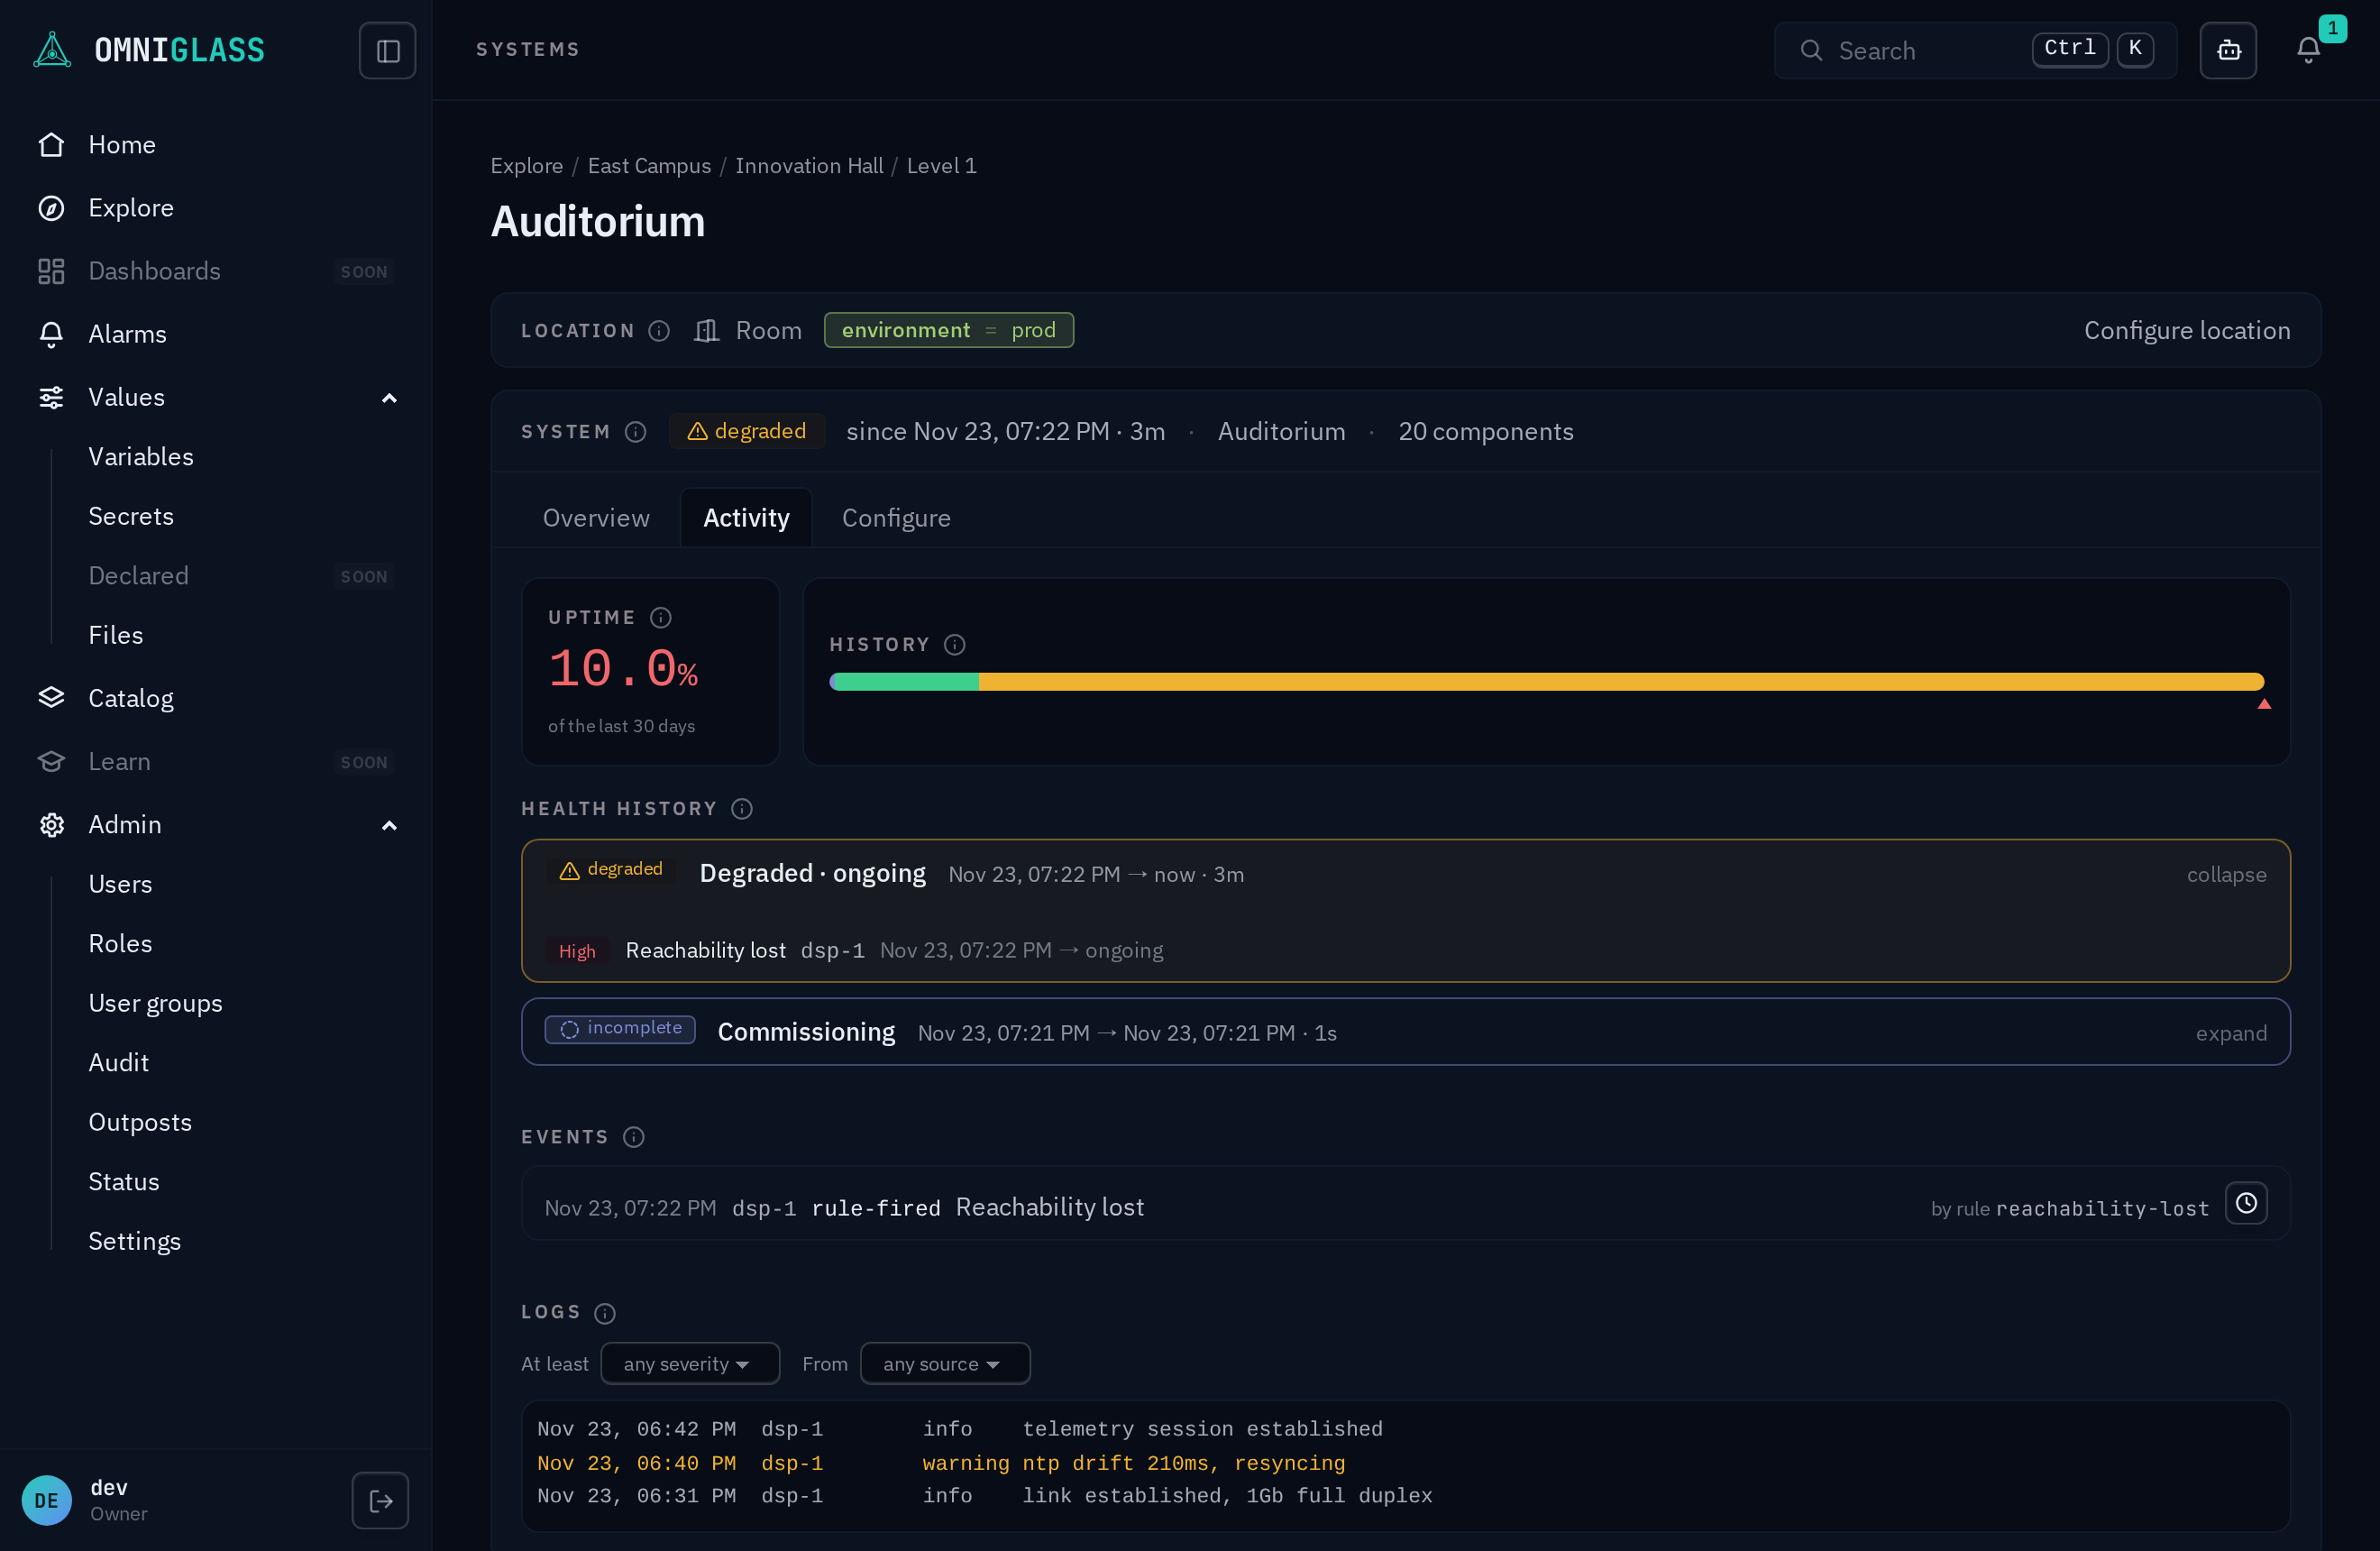 OMNIGLASS
Home
Explore
Dashboards SOON
Alarms
Values
Variables
Secrets
Declared SOON
Files
Catalog
Learn SOON
Admin
Users
Roles
User groups
Audit
Outposts
Status
Settings
DE dev
Owner
SYSTEMS
Search Ctrl K
1
Explore / East Campus / Innovation Hall / Level 1
Auditorium
LOCATION Room environment = prod Configure location
SYSTEM degraded since Nov 23, 07:22 PM · 3m · Auditorium · 20 components
Overview Activity Configure
UPTIME
10.0%
of the last 30 days
HISTORY
HEALTH HISTORY
degraded Degraded · ongoing Nov 23, 07:22 PM → now · 3m collapse
High Reachability lost dsp-1 Nov 23, 07:22 PM → ongoing
incomplete Commissioning Nov 23, 07:21 PM → Nov 23, 07:21 PM · 1s expand
EVENTS
Nov 23, 07:22 PM dsp-1 rule-fired Reachability lost by rule reachability-lost
LOGS
At least any severity From any source
Nov 23, 06:42 PM dsp-1 info telemetry session established
Nov 23, 06:40 PM dsp-1 warning ntp drift 210ms, resyncing
Nov 23, 06:31 PM dsp-1 info link established, 1Gb full duplex